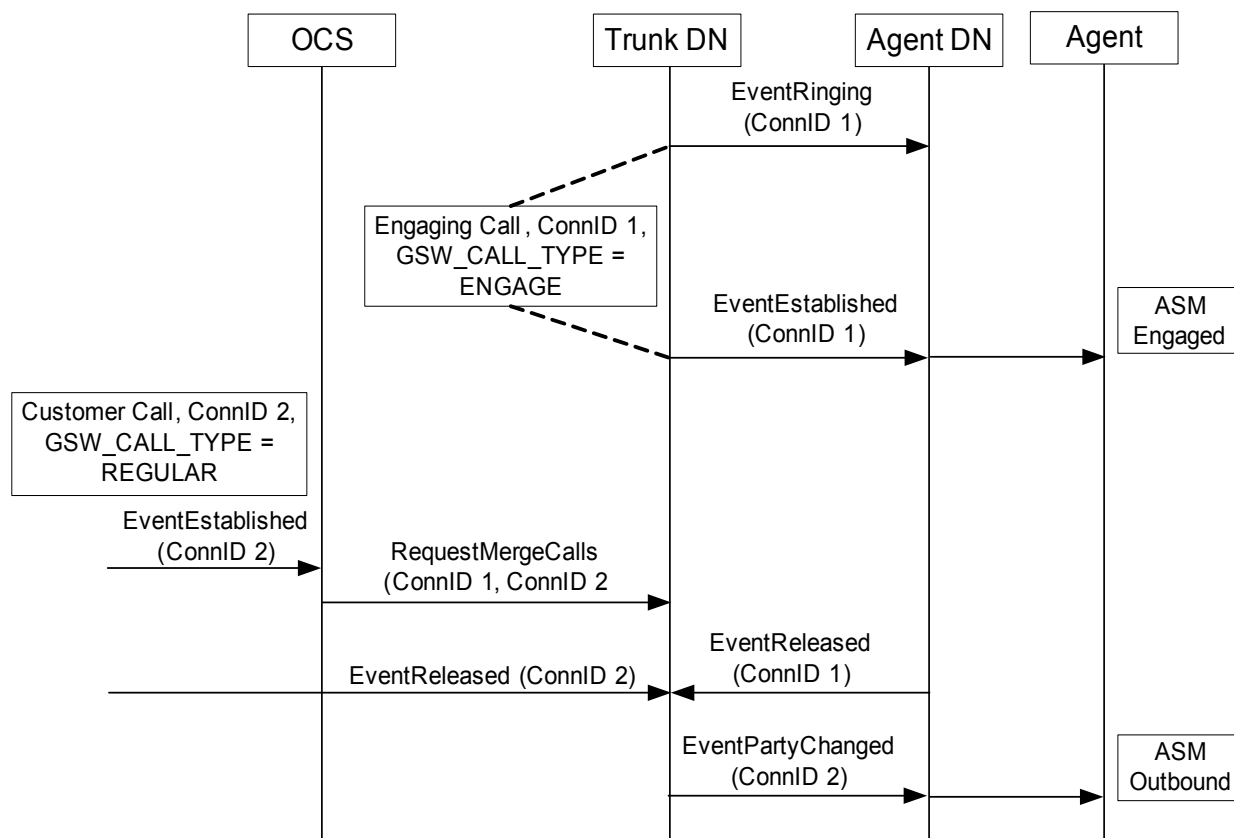 OCS
Trunk DN
Agent DN
Agent
EventRinging
(ConnID 1)
Engaging Call, ConnID 1,
GSW_CALL_TYPE =
ENGAGE
EventEstablished
(ConnID 1)
ASM
Engaged
Customer Call, ConnID 2,
GSW_CALL_TYPE =
REGULAR
EventEstablished
(ConnID 2)
RequestMergeCalls
(ConnID 1, ConnID 2
EventReleased (ConnID 2)
EventReleased
(ConnID 1)
EventPartyChanged
(ConnID 2)
ASM
Outbound